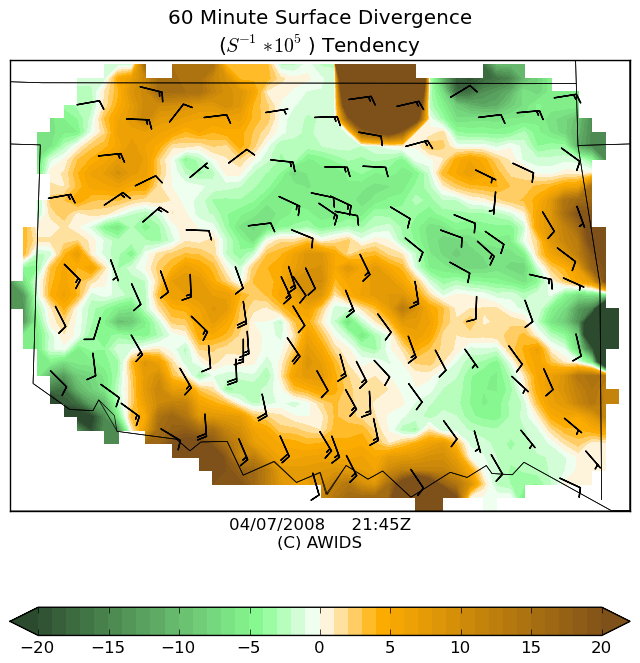 60 Minute Surface Divergence
(S⁻¹ * 10⁵ ) Tendency
04/07/2008 21:45Z
(C) AWIDS
−20 −15 −10 −5 0 5 10 15 20